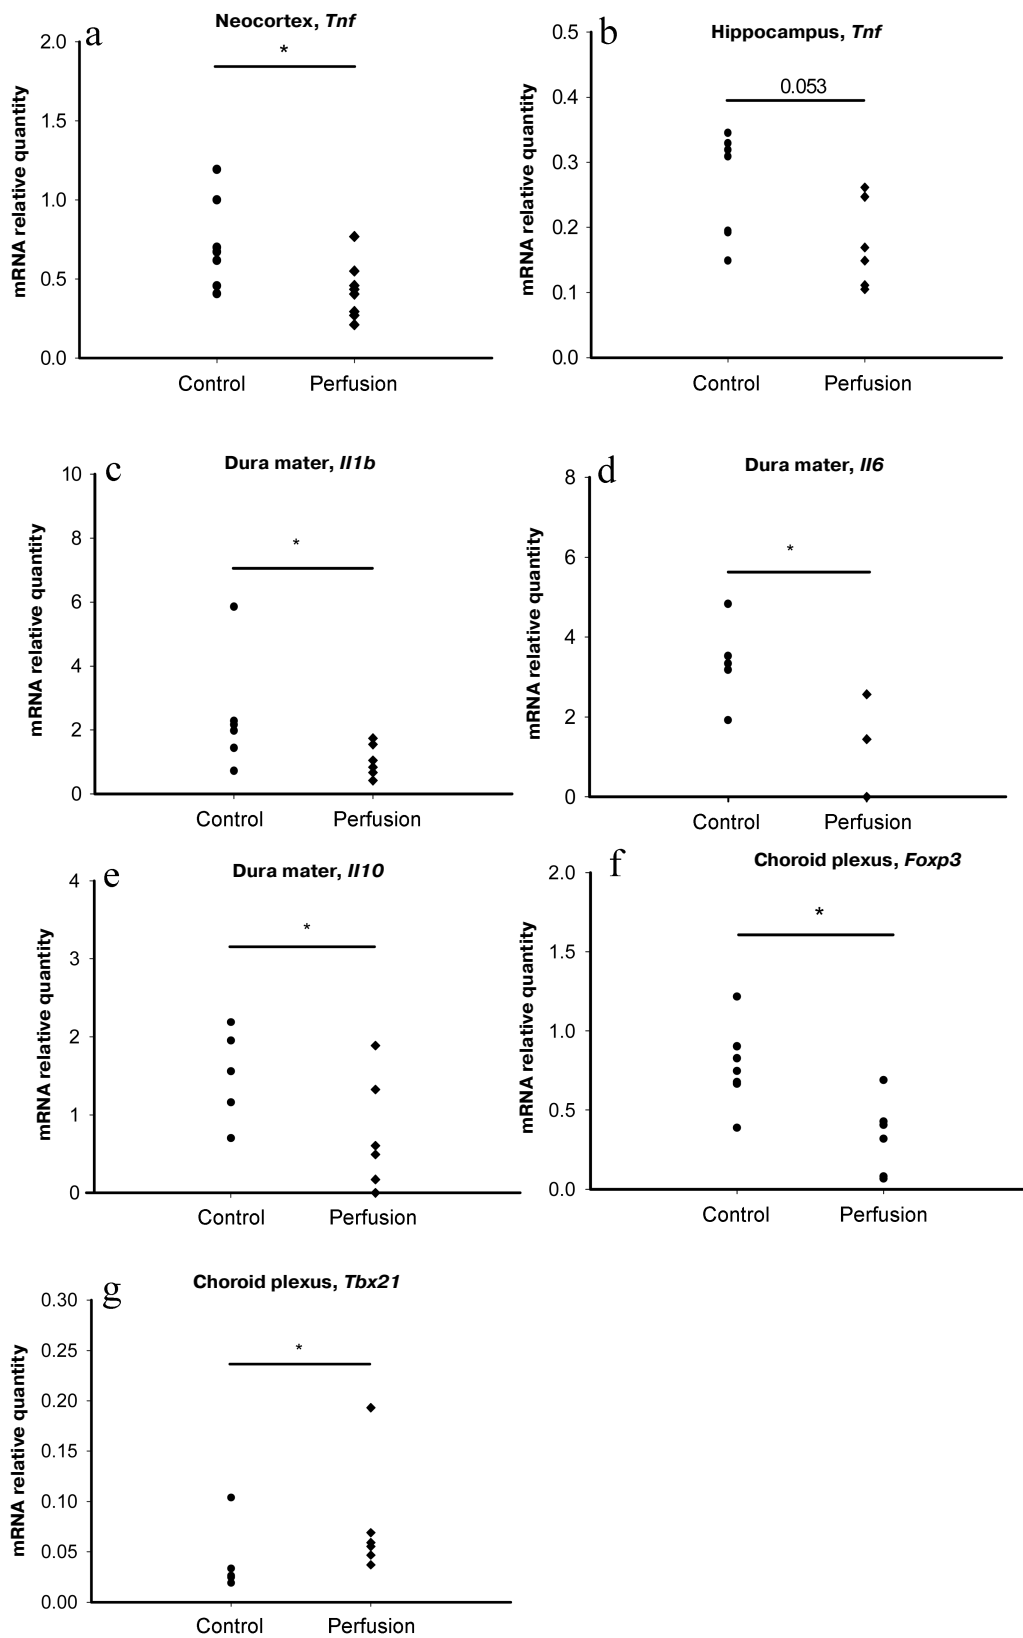 a
Neocortex, Tnf
2.0
*
1.5
1.0
0.5
0.0
mRNA relative quantity
Control
Perfusion
b
Hippocampus, Tnf
0.5
0.053
0.4
0.3
0.2
0.1
0.0
mRNA relative quantity
Control
Perfusion
c
Dura mater, Il1b
10
*
8
6
4
2
0
mRNA relative quantity
Control
Perfusion
d
Dura mater, Il6
8
*
6
4
2
0
mRNA relative quantity
Control
Perfusion
e
Dura mater, Il10
4
*
3
2
1
0
mRNA relative quantity
Control
Perfusion
f
Choroid plexus, Foxp3
2.0
*
1.5
1.0
0.5
0.0
mRNA relative quantity
Control
Perfusion
g
Choroid plexus, Tbx21
0.30
*
0.25
0.20
0.15
0.10
0.05
0.00
mRNA relative quantity
Control
Perfusion